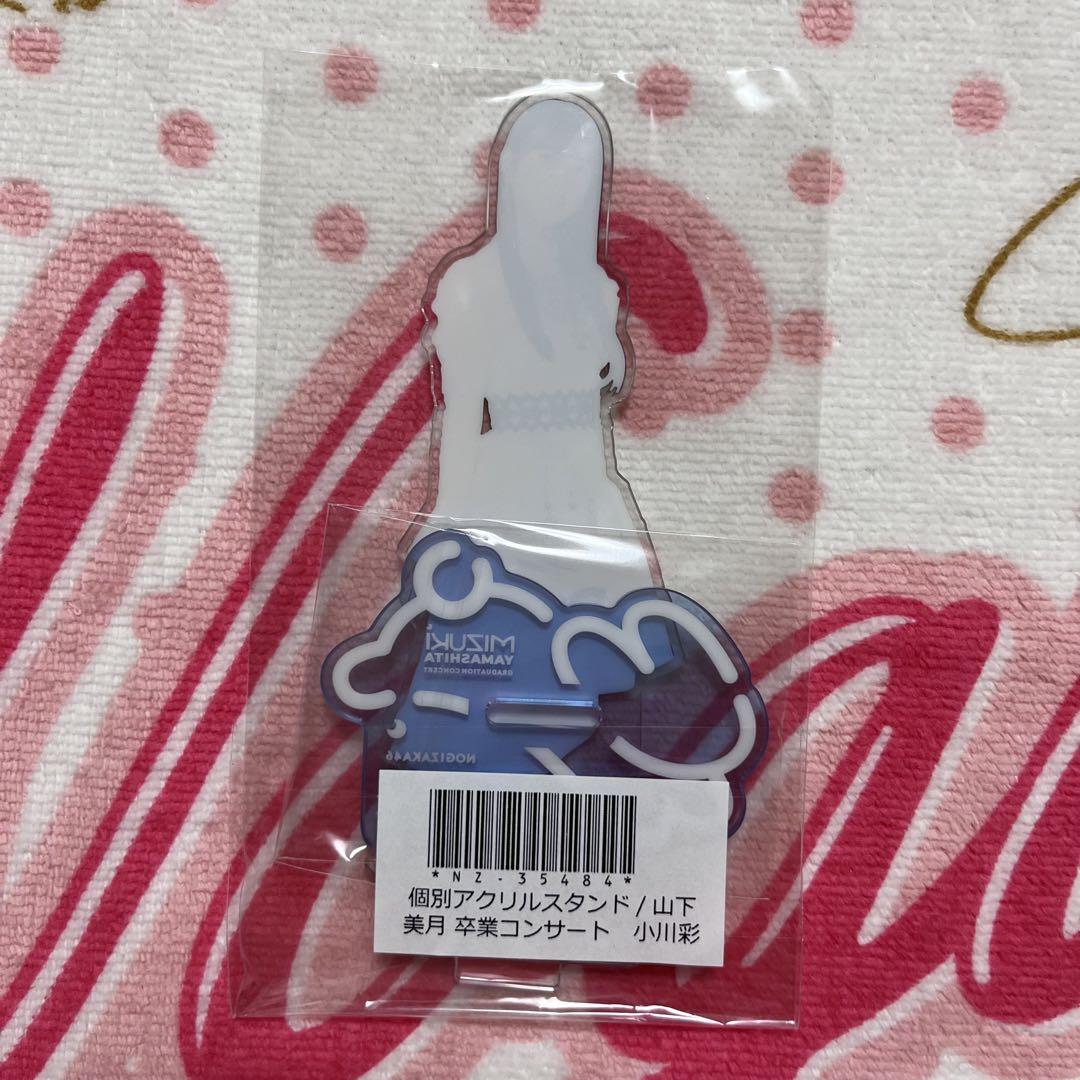 MIZUKI
YAMASHITA
GRADUATION CONCERT
NOGIZAKA46
*NZ-35484*
個別アクリルスタンド/山下
美月 卒業コンサート　小川彩